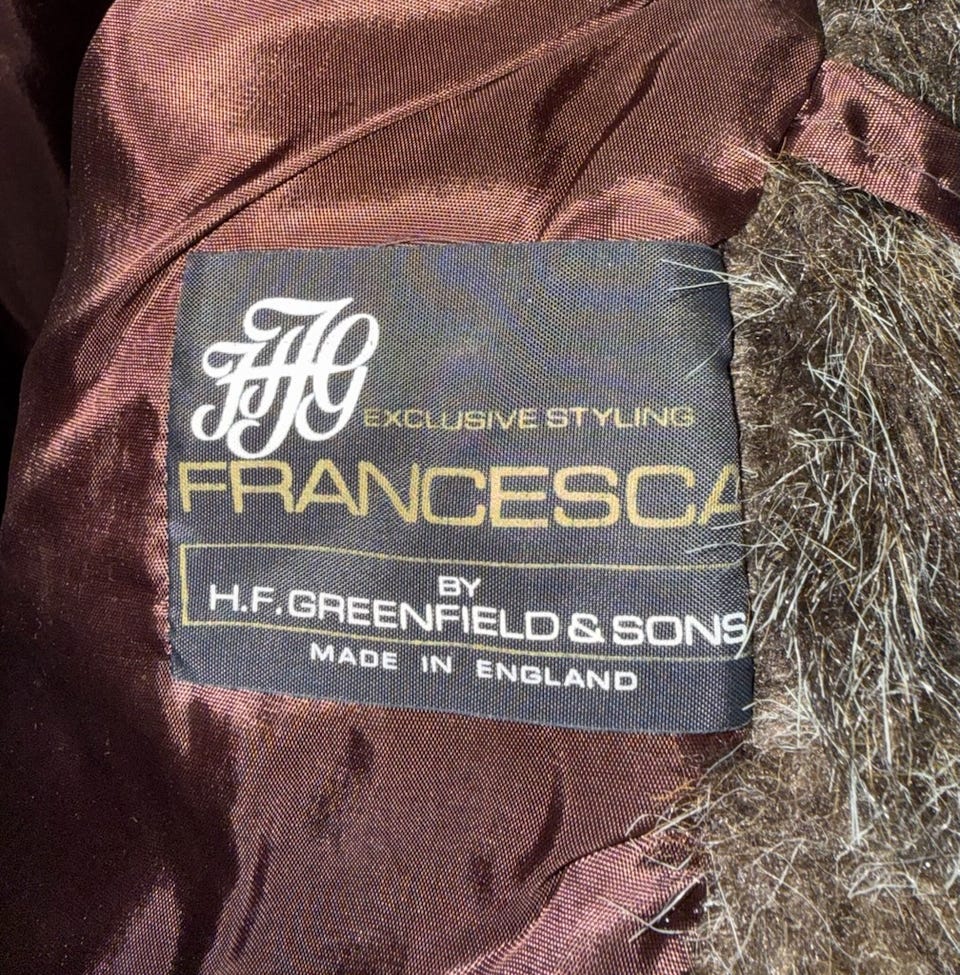 HFG
EXCLUSIVE STYLING
FRANCESCA
BY
H.F. GREENFIELD & SONS
MADE IN ENGLAND